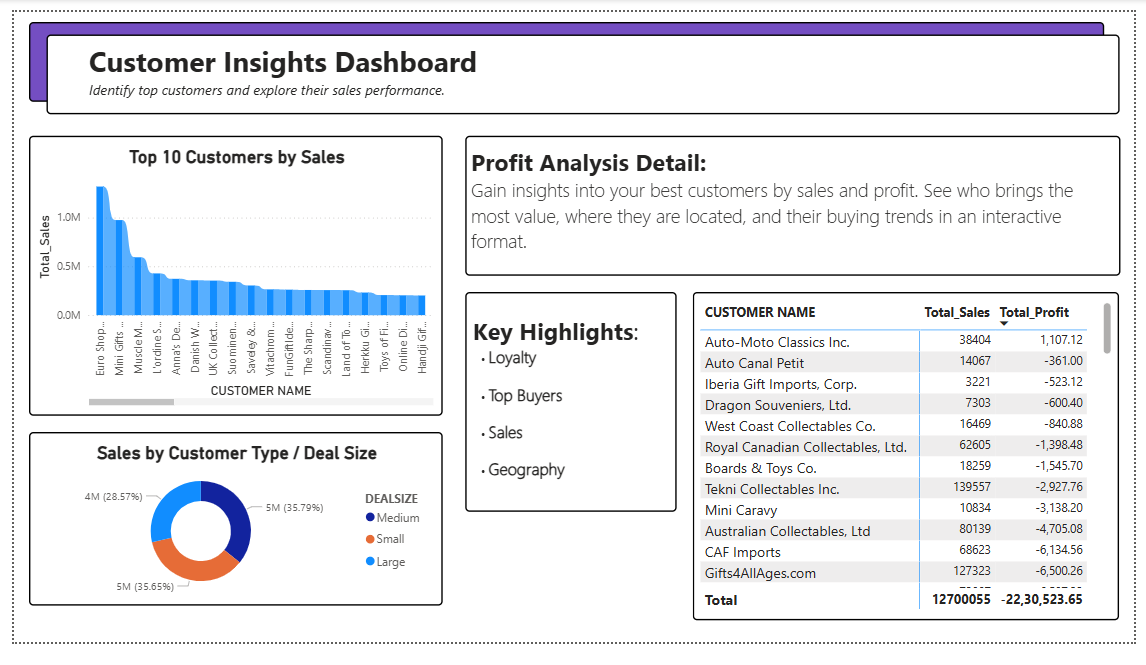 Customer Insights Dashboard
Identify top customers and explore their sales performance.
Top 10 Customers by Sales
Total_Sales
1.0M
0.5M
0.0M
Euro Shop...
Mini Gifts ...
Muscle M...
L'ordine S...
Anna's De...
Danish W...
UK Collect...
Suominen...
Saveley &...
Vitachrom...
FunGiftIde...
The Sharp...
Scandinav...
Land of To...
Herkku Gi...
Toys of Fi...
Online Di...
Handji Gif...
CUSTOMER NAME
Sales by Customer Type / Deal Size
4M (28.57%)
5M (35.79%)
5M (35.65%)
DEALSIZE
Medium
Small
Large
Profit Analysis Detail:
Gain insights into your best customers by sales and profit. See who brings the
most value, where they are located, and their buying trends in an interactive
format.
Key Highlights:
• Loyalty
• Top Buyers
• Sales
• Geography
CUSTOMER NAME Total_Sales Total_Profit
Auto-Moto Classics Inc. 38404 1,107.12
Auto Canal Petit 14067 -361.00
Iberia Gift Imports, Corp. 3221 -523.12
Dragon Souveniers, Ltd. 7303 -600.40
West Coast Collectables Co. 16469 -840.88
Royal Canadian Collectables, Ltd. 62605 -1,398.48
Boards & Toys Co. 18259 -1,545.70
Tekni Collectables Inc. 139557 -2,927.76
Mini Caravy 10834 -3,138.20
Australian Collectables, Ltd 80139 -4,705.08
CAF Imports 68623 -6,134.56
Gifts4AllAges.com 127323 -6,500.26
Total 12700055 -22,30,523.65